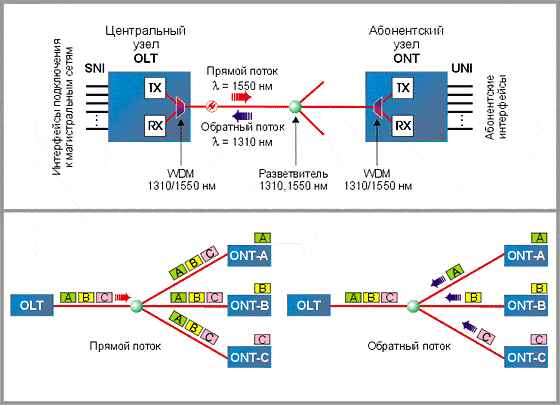 Центральный
узел
OLT
Абонентский
узел
ONT
SNI
UNI
Интерфейсы подключения
к магистральным сетям
TX
RX
Прямой поток
λ = 1550 нм
Обратный поток
λ = 1310 нм
TX
RX
Абонентские
интерфейсы
WDM
1310/1550 нм
Разветвитель
1310,1550 нм
WDM
1310/1550 нм
A
ONT-A
A B C
OLT
A B C
A B C
B
ONT-B
A B C
C
ONT-C
Прямой поток
A
ONT-A
A
OLT
A B C
B
B
ONT-B
C
C
ONT-C
Обратный поток